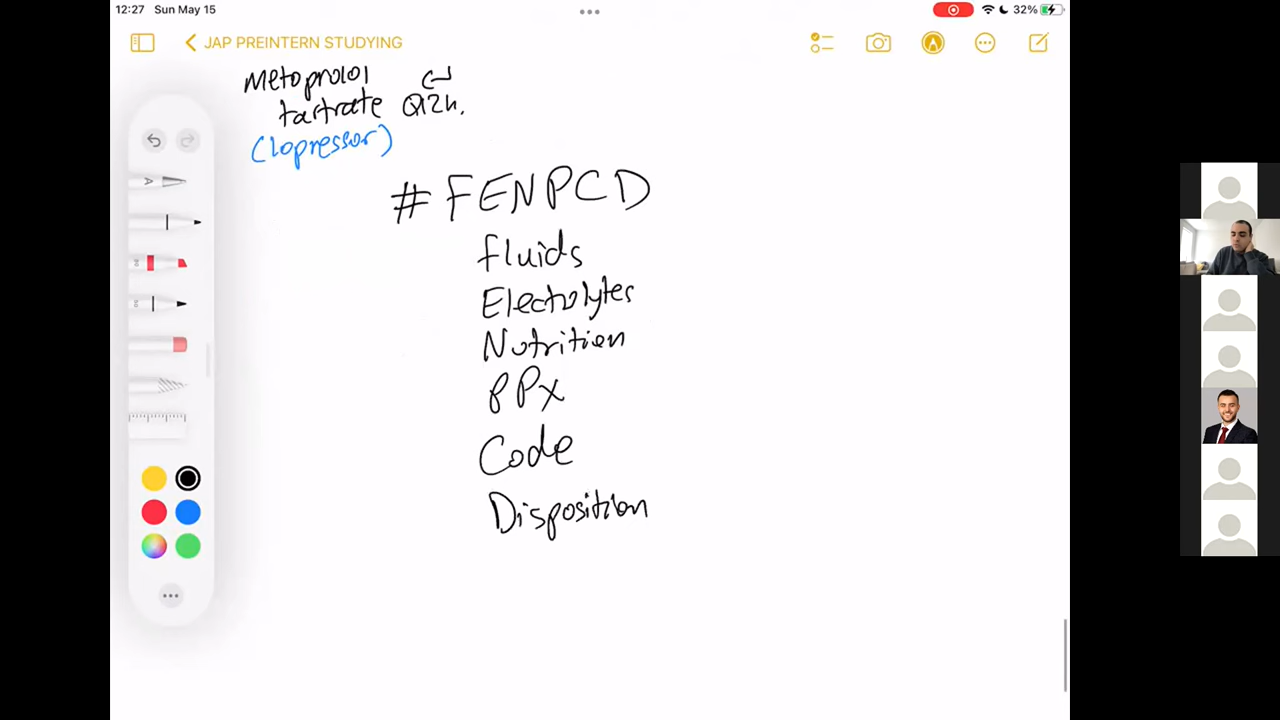 12:27 Sun May 15
32%
JAP PREINTERN STUDYING
Metoprolol
tartrate Q12h.
(lopressor)
#FENPCD
Fluids
Electrolytes
Nutrition
PPx
Code
Disposition